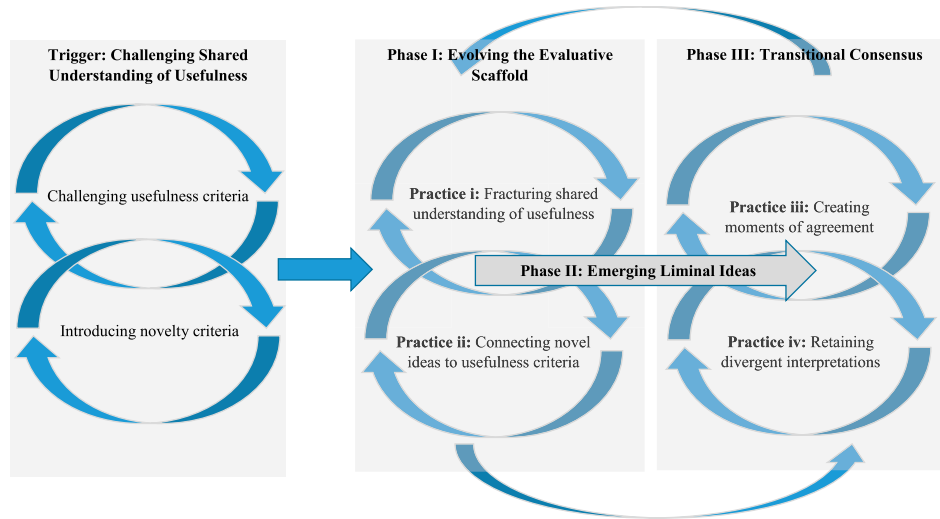 Trigger: Challenging Shared
Understanding of Usefulness
Challenging usefulness criteria
Introducing novelty criteria
Phase I: Evolving the Evaluative
Scaffold
Practice i: Fracturing shared
understanding of usefulness
Phase II: Emerging Liminal Ideas
Practice ii: Connecting novel
ideas to usefulness criteria
Phase III: Transitional Consensus
Practice iii: Creating
moments of agreement
Practice iv: Retaining
divergent interpretations